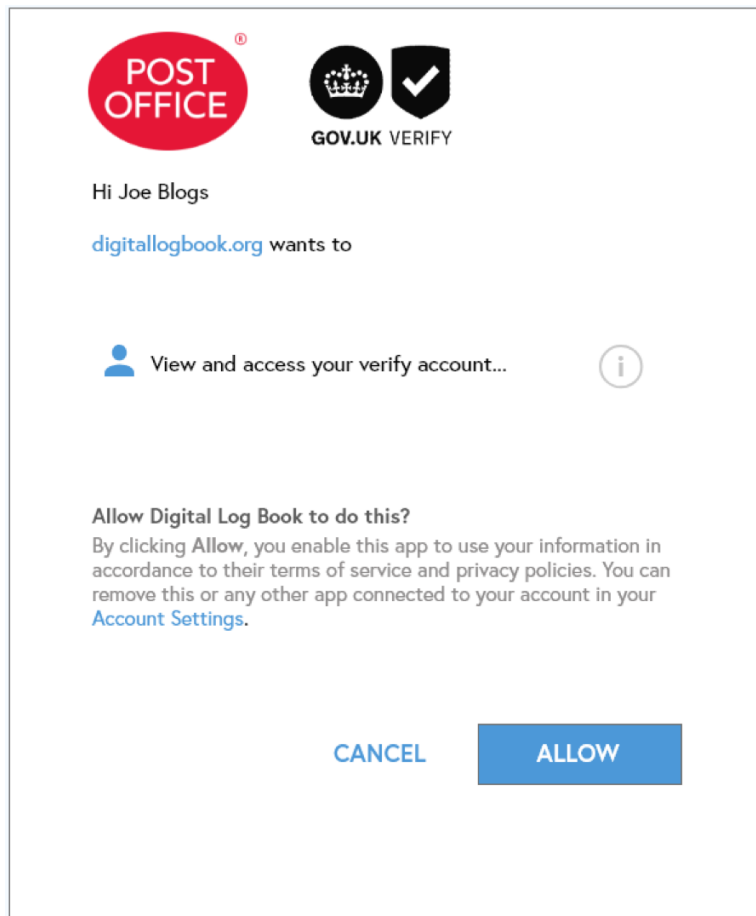 POST
OFFICE
®
GOV.UK VERIFY
Hi Joe Blogs
digitallogbook.org wants to
View and access your verify account...
i
Allow Digital Log Book to do this?
By clicking Allow, you enable this app to use your information in
accordance to their terms of service and privacy policies. You can
remove this or any other app connected to your account in your
Account Settings.
CANCEL
ALLOW